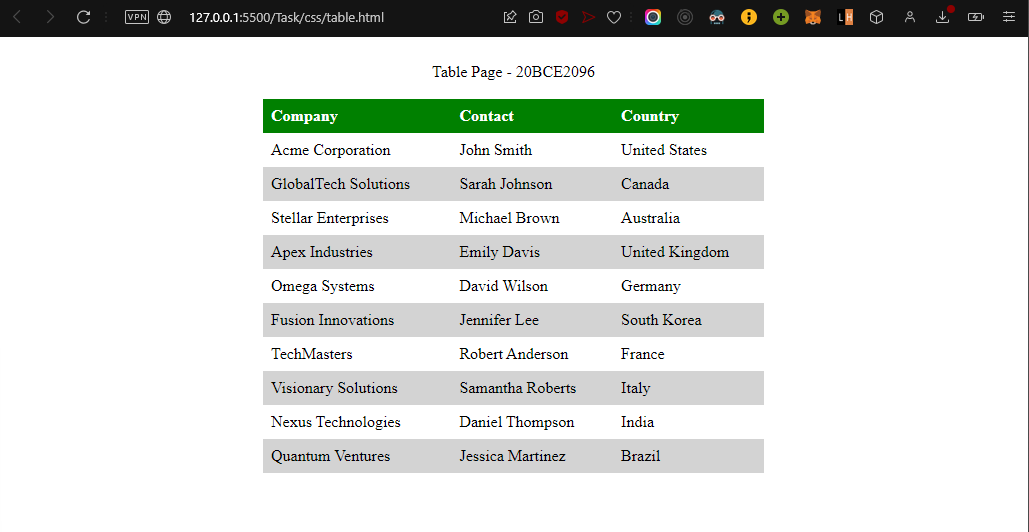 VPN 127.0.0.1:5500/Task/css/table.html L H
Table Page - 20BCE2096
Company Contact Country
Acme Corporation John Smith United States
GlobalTech Solutions Sarah Johnson Canada
Stellar Enterprises Michael Brown Australia
Apex Industries Emily Davis United Kingdom
Omega Systems David Wilson Germany
Fusion Innovations Jennifer Lee South Korea
TechMasters Robert Anderson France
Visionary Solutions Samantha Roberts Italy
Nexus Technologies Daniel Thompson India
Quantum Ventures Jessica Martinez Brazil